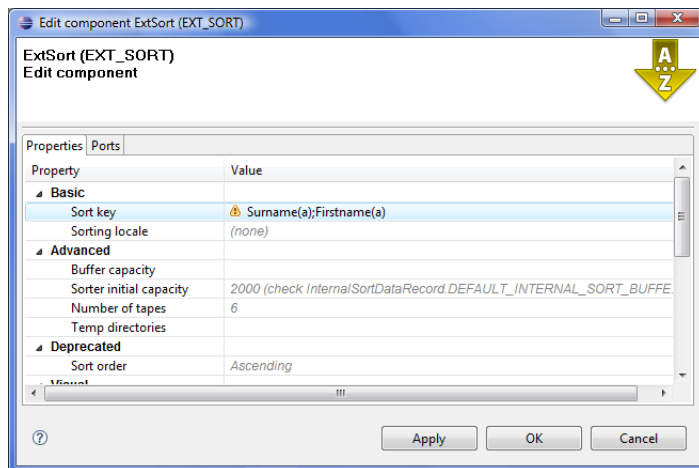 Edit component ExtSort (EXT_SORT)
ExtSort (EXT_SORT)
Edit component
A
...
Z
Properties Ports
Property Value
Basic
Sort key Surname(a);Firstname(a)
Sorting locale (none)
Advanced
Buffer capacity
Sorter initial capacity 2000 (check InternalSortDataRecord.DEFAULT_INTERNAL_SORT_BUFFE
Number of tapes 6
Temp directories
Deprecated
Sort order Ascending
Visual
? Apply OK Cancel